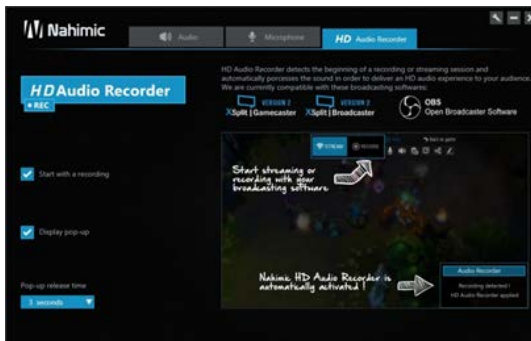 Nahimic
Audio
Microphone
HD Audio Recorder
HD Audio Recorder
REC
HD Audio Recorder detects the beginning of a recording or streaming session and
automatically porcesses the sound in order to deliver an HD audio experience to your audience.
We are currently compatible with these broadcasting softwares:
VERSION 2
XSplit | Gamecaster
VERSION 2
XSplit | Broadcaster
OBS
Open Broadcaster Software
STREAM
RECORD
Back to game
Start streaming or
recording with your
broadcasting software
Start with a recording
Display pop-up
Nahimic HD Audio Recorder is
automatically activated !
Audio Recorder
Recording detected !
HD Audio Recorder applied
Pop-up release time
3 seconds